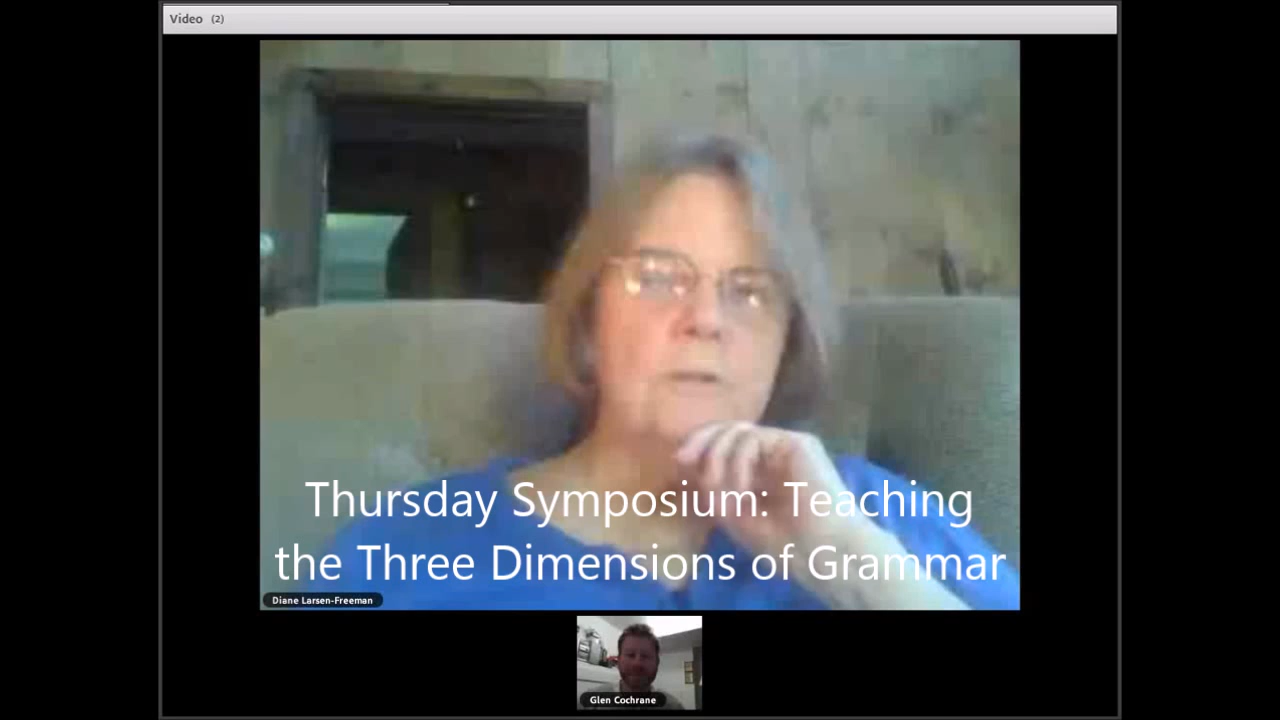 Video (2)
Thursday Symposium: Teaching
the Three Dimensions of Grammar
Diane Larsen-Freeman
Glen Cochrane